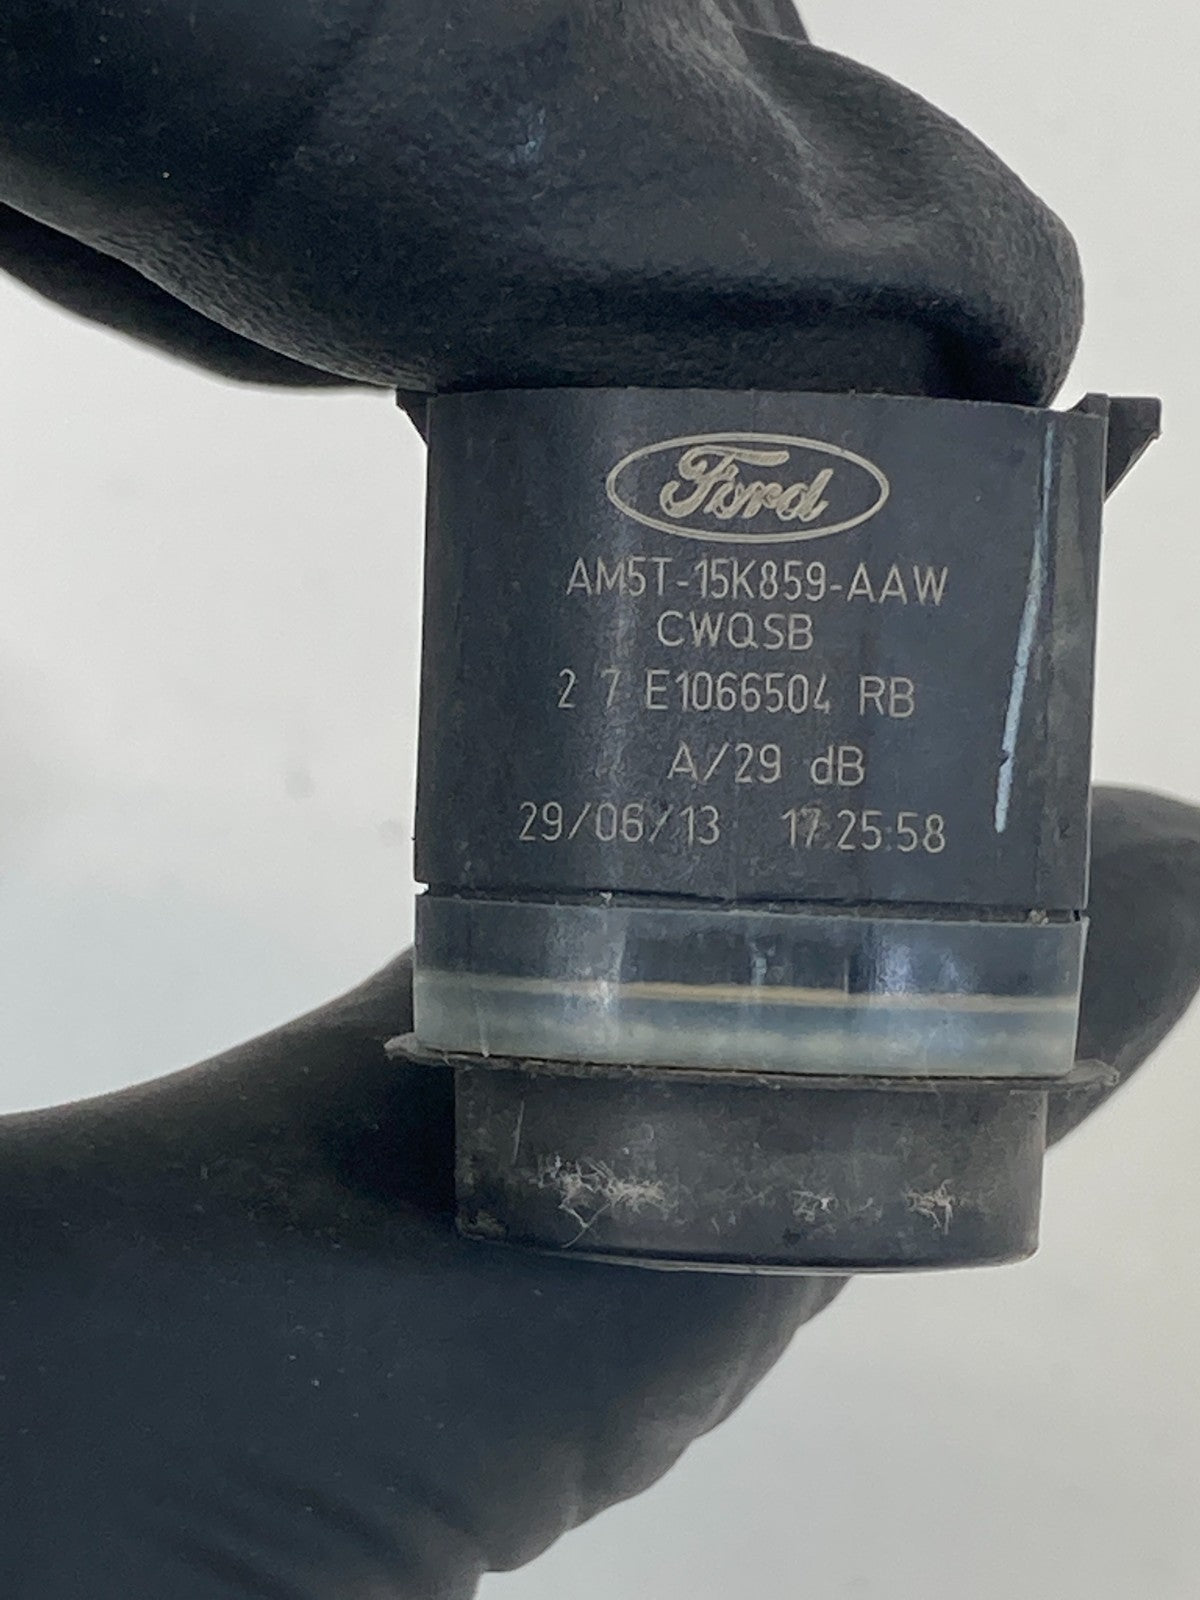 Ford
AM5T-15K859-AAW
CWQSB
2 7 E1066504 RB
A/29 dB
29/06/13 17:25:58